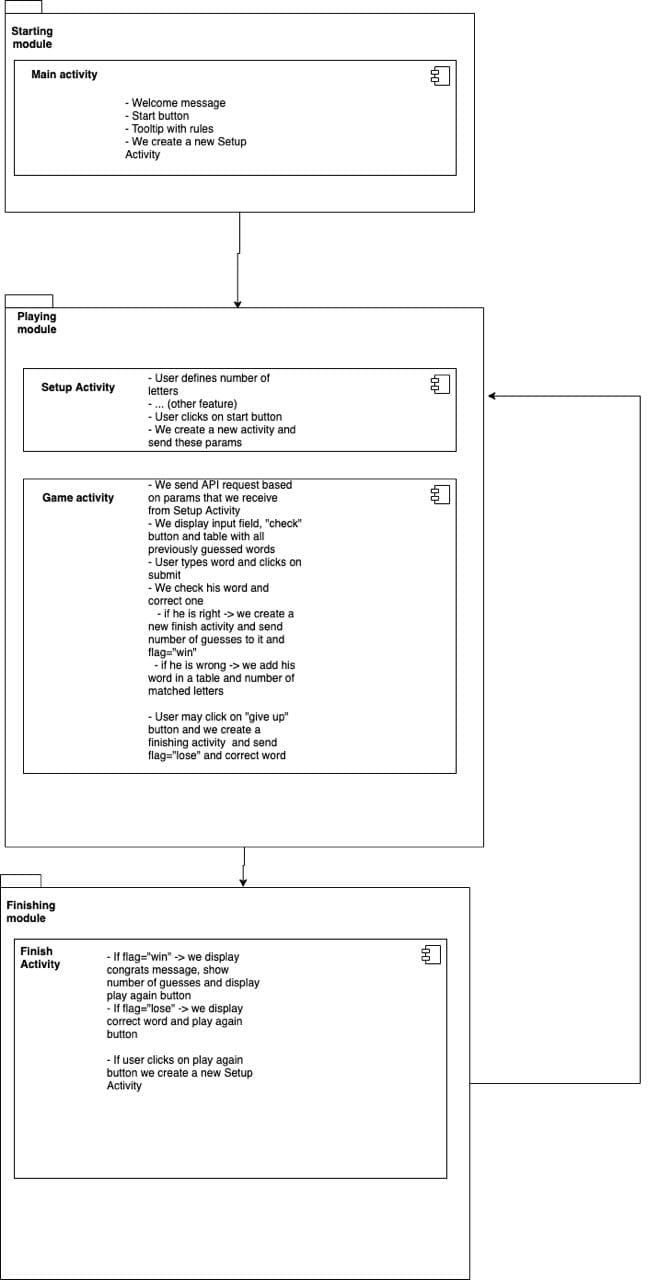 Starting
module
Main activity
- Welcome message
- Start button
- Tooltip with rules
- We create a new Setup
Activity
Playing
module
Setup Activity
- User defines number of
letters
- ... (other feature)
- User clicks on start button
- We create a new activity and
send these params
Game activity
- We send API request based
on params that we receive
from Setup Activity
- We display input field, "check"
button and table with all
previously guessed words
- User types word and clicks on
submit
- We check his word and
correct one
- if he is right -> we create a
new finish activity and send
number of guesses to it and
flag="win"
- if he is wrong -> we add his
word in a table and number of
matched letters
- User may click on "give up"
button and we create a
finishing activity and send
flag="lose" and correct word
Finishing
module
Finish
Activity
- If flag="win" -> we display
congrats message, show
number of guesses and display
play again button
- If flag="lose" -> we display
correct word and play again
button
- If user clicks on play again
button we create a new Setup
Activity